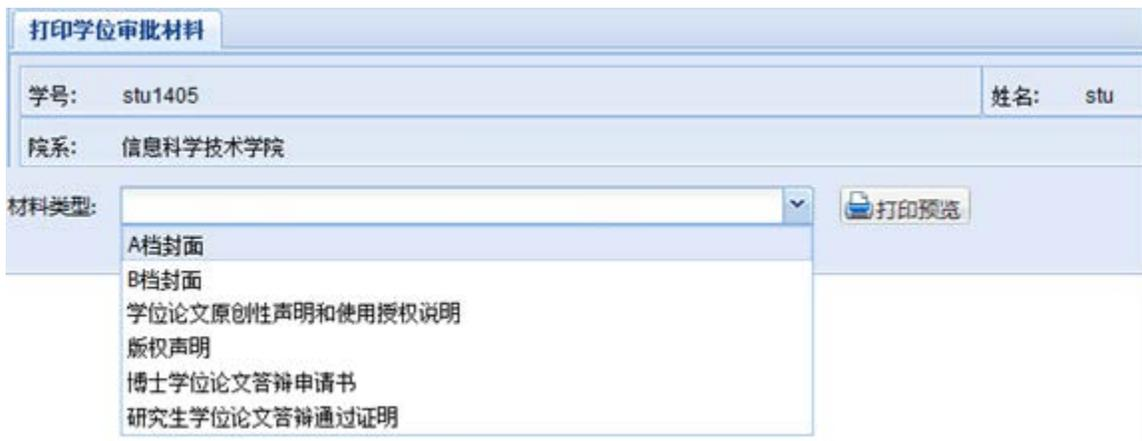 打印学位审批材料
学号: stu1405 姓名: stu
院系: 信息科学技术学院
材料类型: 打印预览
A档封面
B档封面
学位论文原创性声明和使用授权说明
版权声明
博士学位论文答辩申请书
研究生学位论文答辩通过证明